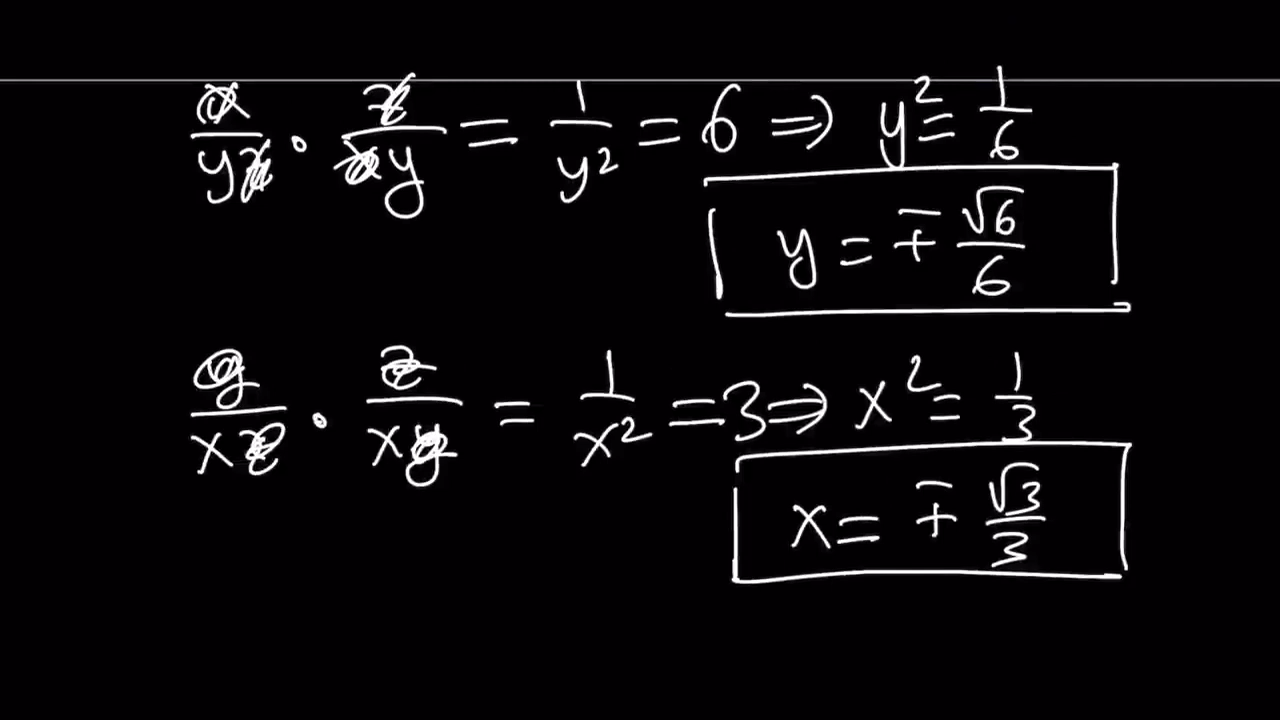 x/yz · z/xy = 1/y² = 6 ⇒ y² = 1/6
y = ∓ √6/6
y/xz · z/xy = 1/x² = 3 ⇒ x² = 1/3
x = ∓ √3/3